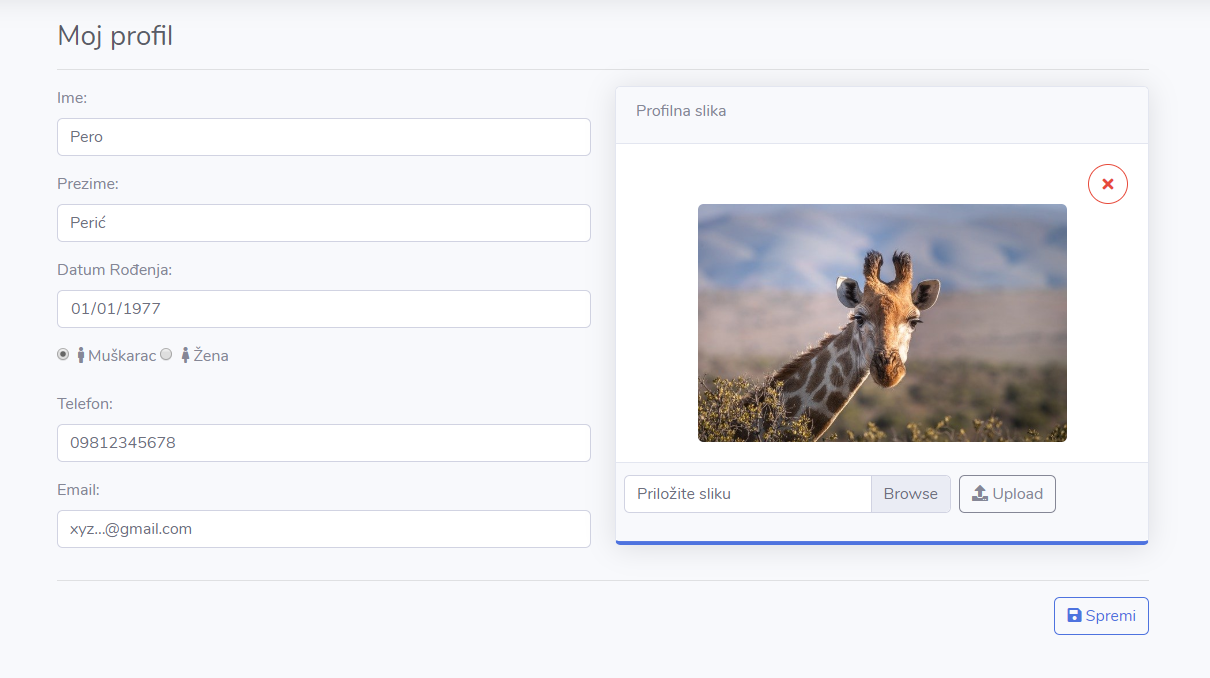 Moj profil
Ime:
Pero
Prezime:
Perić
Datum Rođenja:
01/01/1977
Muškarac Žena
Telefon:
09812345678
Email:
xyz...@gmail.com
Profilna slika
Priložite sliku Browse Upload
Spremi